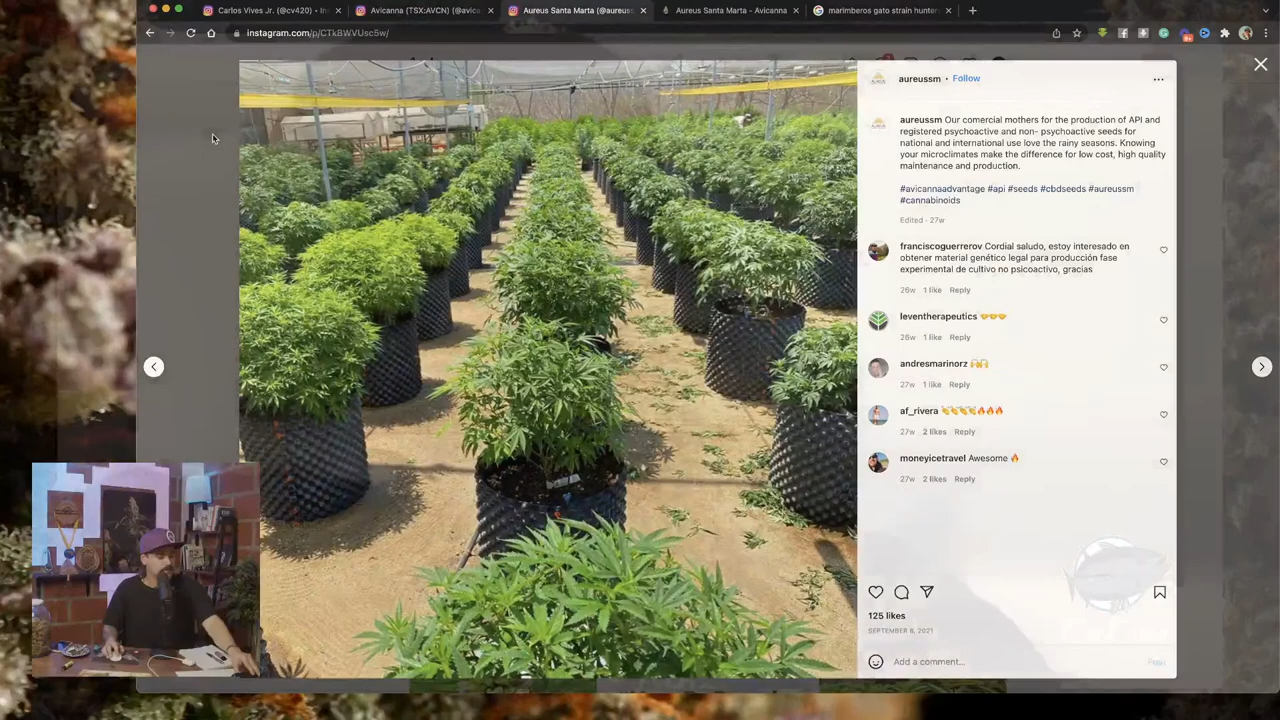 Carlos Vives Jr. (@cv420) • Ins
Avicanna (TSX:AVCN) (@avica
Aureus Santa Marta (@aureuss
Aureus Santa Marta - Avicanna
marimberos gato strain hunter
instagram.com/p/CTkBWVUsc5w/
aureussm • Follow
aureussm Our comercial mothers for the production of API and
registered psychoactive and non- psychoactive seeds for
national and international use love the rainy seasons. Knowing
your microclimates make the difference for low cost, high quality
maintenance and production.
#avicannaadvantage #api #seeds #cbdseeds #aureussm
#cannabinoids
Edited · 27w
franciscoguerrerov Cordial saludo, estoy interesado en
obtener material genético legal para producción fase
experimental de cultivo no psicoactivo, gracias
26w 1 like Reply
leventherapeutics
26w 1 like Reply
andresmarinorz
27w 1 like Reply
af_rivera
27w 2 likes Reply
moneyicetravel Awesome
27w 2 likes Reply
125 likes
SEPTEMBER 8, 2021
Add a comment...
Post